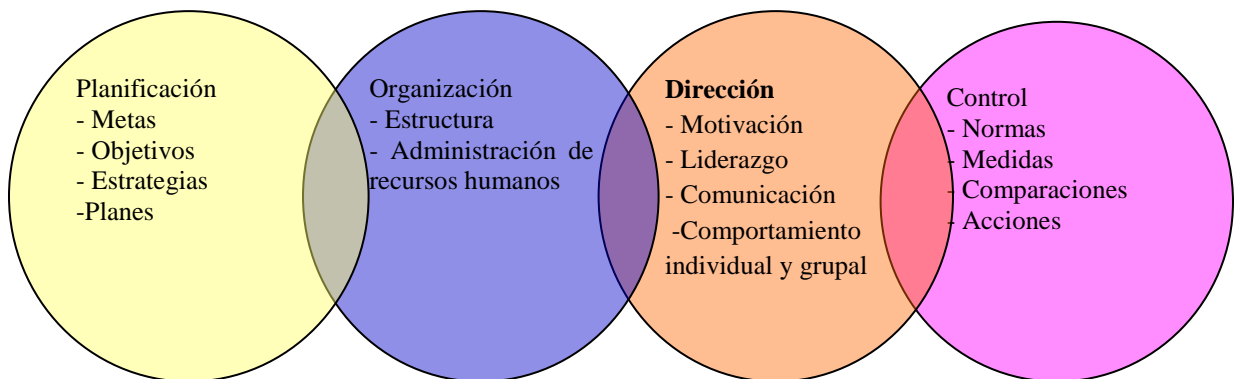 Planificación
- Metas
- Objetivos
- Estrategias
-Planes
Organización
- Estructura
- Administración de
recursos humanos
Dirección
- Motivación
- Liderazgo
- Comunicación
-Comportamiento
individual y grupal
Control
- Normas
- Medidas
- Comparaciones
- Acciones